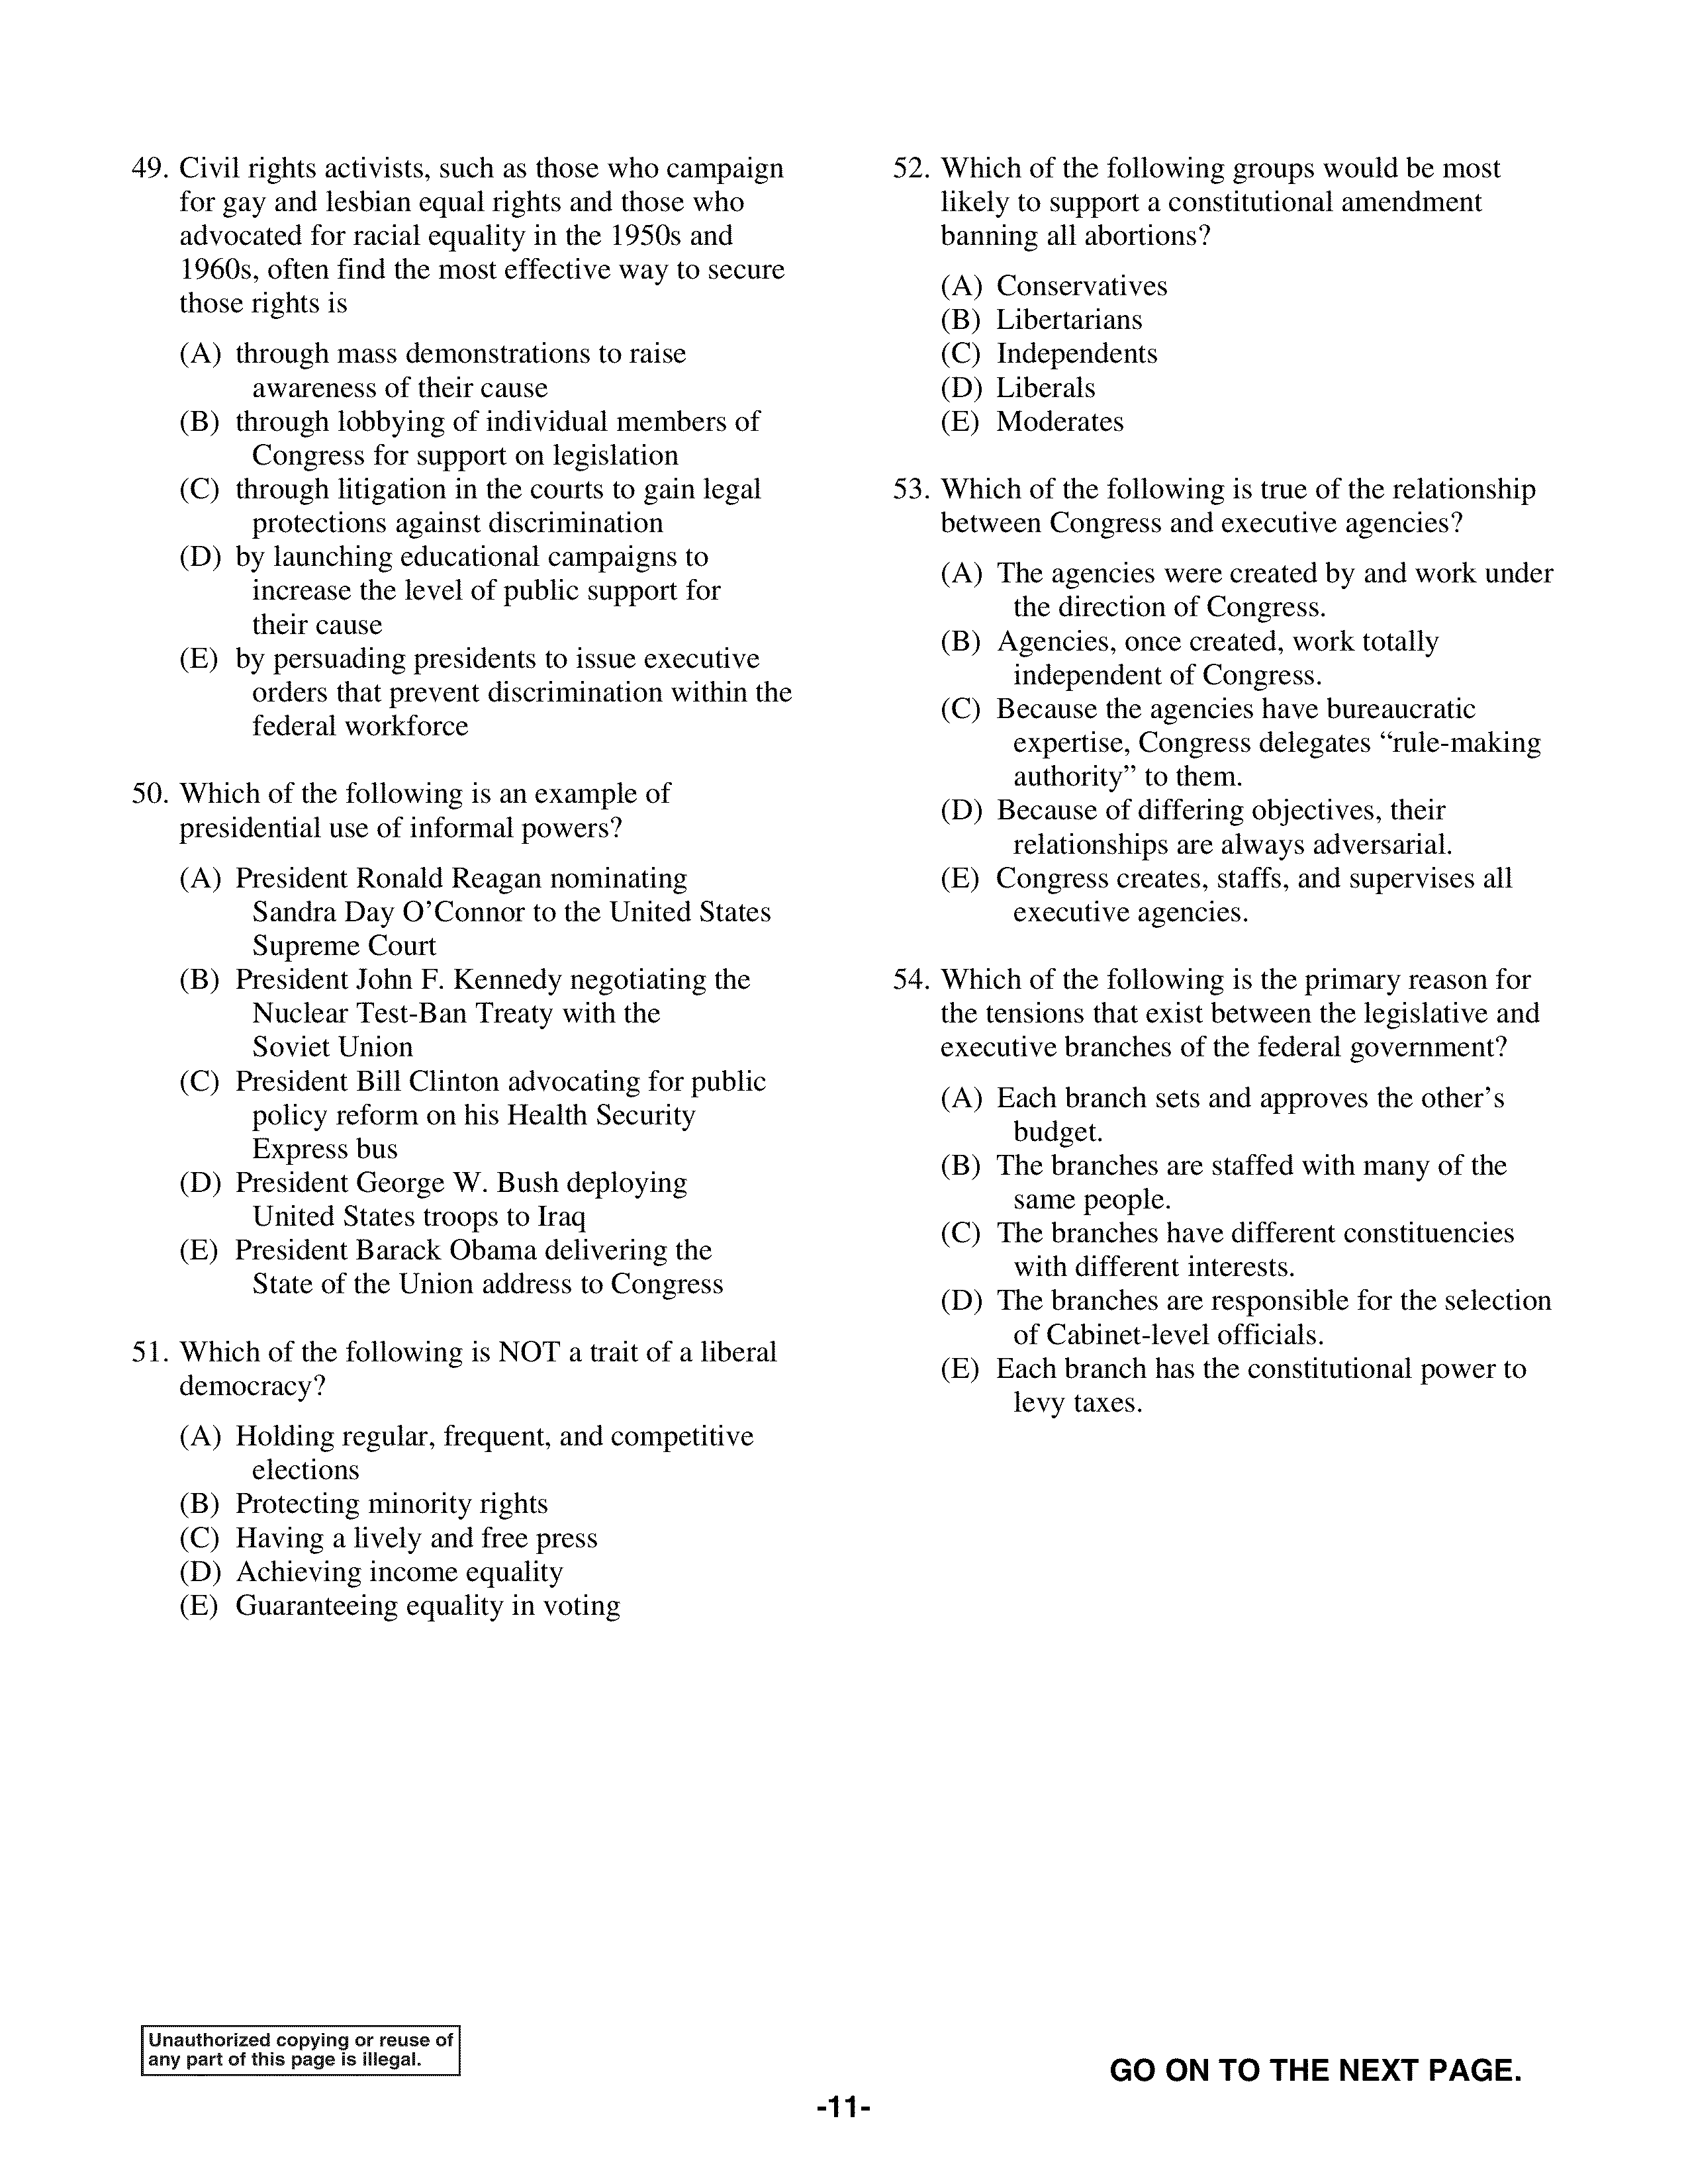 49. Civil rights activists, such as those who campaign
for gay and lesbian equal rights and those who
advocated for racial equality in the 1950s and
1960s, often find the most effective way to secure
those rights is
(A) through mass demonstrations to raise
awareness of their cause
(B) through lobbying of individual members of
Congress for support on legislation
(C) through litigation in the courts to gain legal
protections against discrimination
(D) by launching educational campaigns to
increase the level of public support for
their cause
(E) by persuading presidents to issue executive
orders that prevent discrimination within the
federal workforce
50. Which of the following is an example of
presidential use of informal powers?
(A) President Ronald Reagan nominating
Sandra Day O’Connor to the United States
Supreme Court
(B) President John F. Kennedy negotiating the
Nuclear Test-Ban Treaty with the
Soviet Union
(C) President Bill Clinton advocating for public
policy reform on his Health Security
Express bus
(D) President George W. Bush deploying
United States troops to Iraq
(E) President Barack Obama delivering the
State of the Union address to Congress
51. Which of the following is NOT a trait of a liberal
democracy?
(A) Holding regular, frequent, and competitive
elections
(B) Protecting minority rights
(C) Having a lively and free press
(D) Achieving income equality
(E) Guaranteeing equality in voting
52. Which of the following groups would be most
likely to support a constitutional amendment
banning all abortions?
(A) Conservatives
(B) Libertarians
(C) Independents
(D) Liberals
(E) Moderates
53. Which of the following is true of the relationship
between Congress and executive agencies?
(A) The agencies were created by and work under
the direction of Congress.
(B) Agencies, once created, work totally
independent of Congress.
(C) Because the agencies have bureaucratic
expertise, Congress delegates “rule-making
authority” to them.
(D) Because of differing objectives, their
relationships are always adversarial.
(E) Congress creates, staffs, and supervises all
executive agencies.
54. Which of the following is the primary reason for
the tensions that exist between the legislative and
executive branches of the federal government?
(A) Each branch sets and approves the other’s
budget.
(B) The branches are staffed with many of the
same people.
(C) The branches have different constituencies
with different interests.
(D) The branches are responsible for the selection
of Cabinet-level officials.
(E) Each branch has the constitutional power to
levy taxes.
Unauthorized copying or reuse of
any part of this page is illegal.
GO ON TO THE NEXT PAGE.
-11-